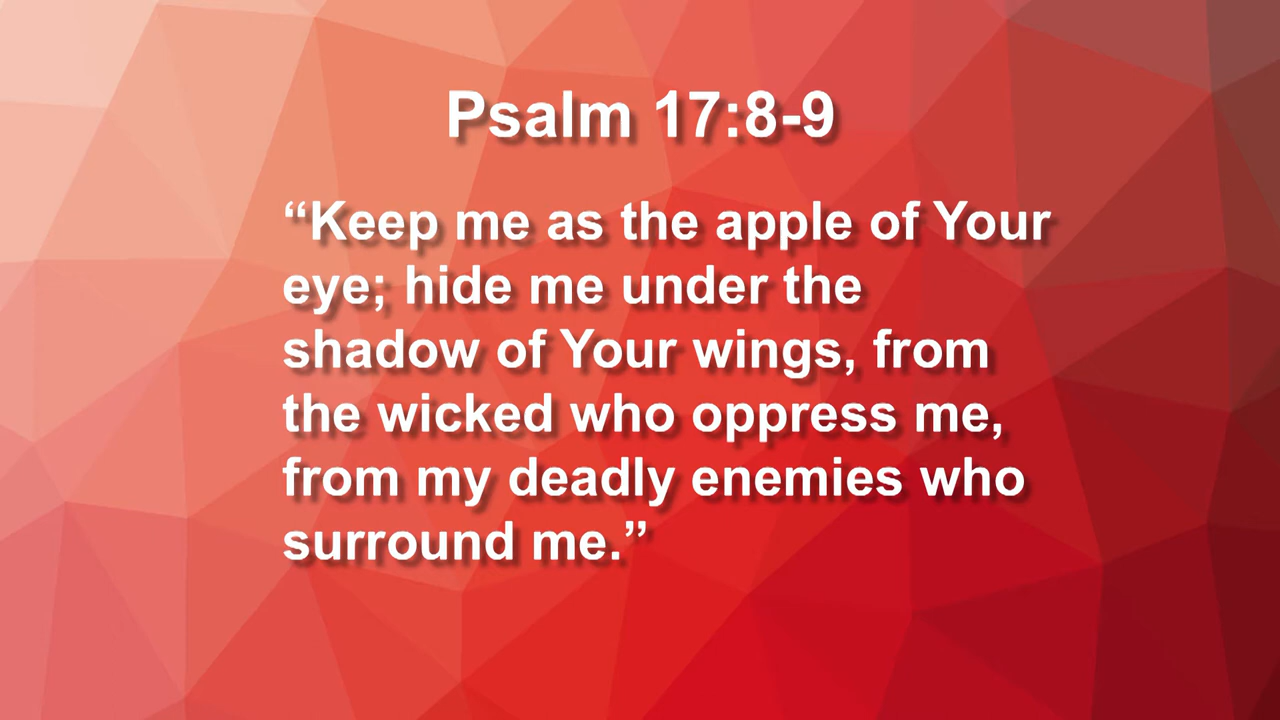 Psalm 17:8-9
“Keep me as the apple of Your
eye; hide me under the
shadow of Your wings, from
the wicked who oppress me,
from my deadly enemies who
surround me.”